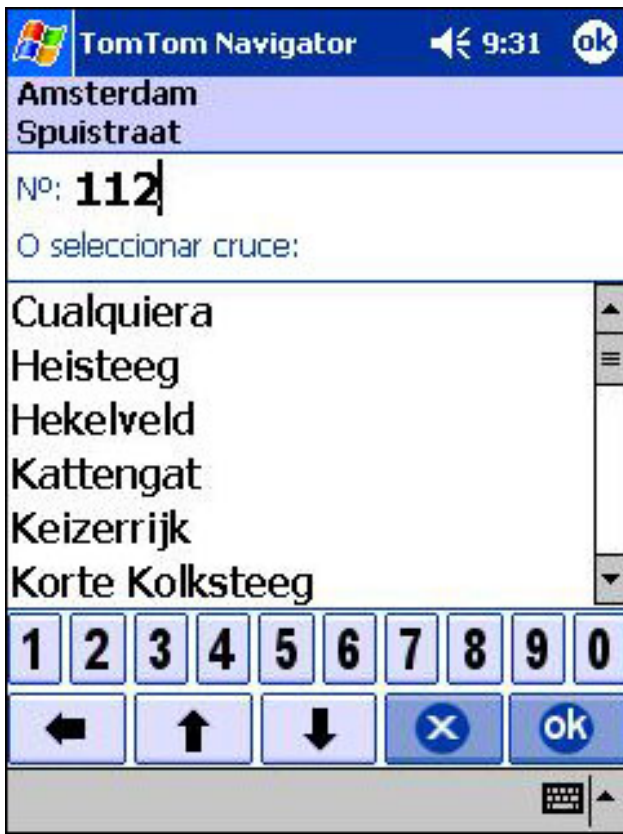 TomTom Navigator 9:31 ok
Amsterdam
Spuistraat
Nº: 112
O seleccionar cruce:
Cualquiera
Heisteeg
Hekelveld
Kattengat
Keizerrijk
Korte Kolksteeg
1 2 3 4 5 6 7 8 9 0
ok